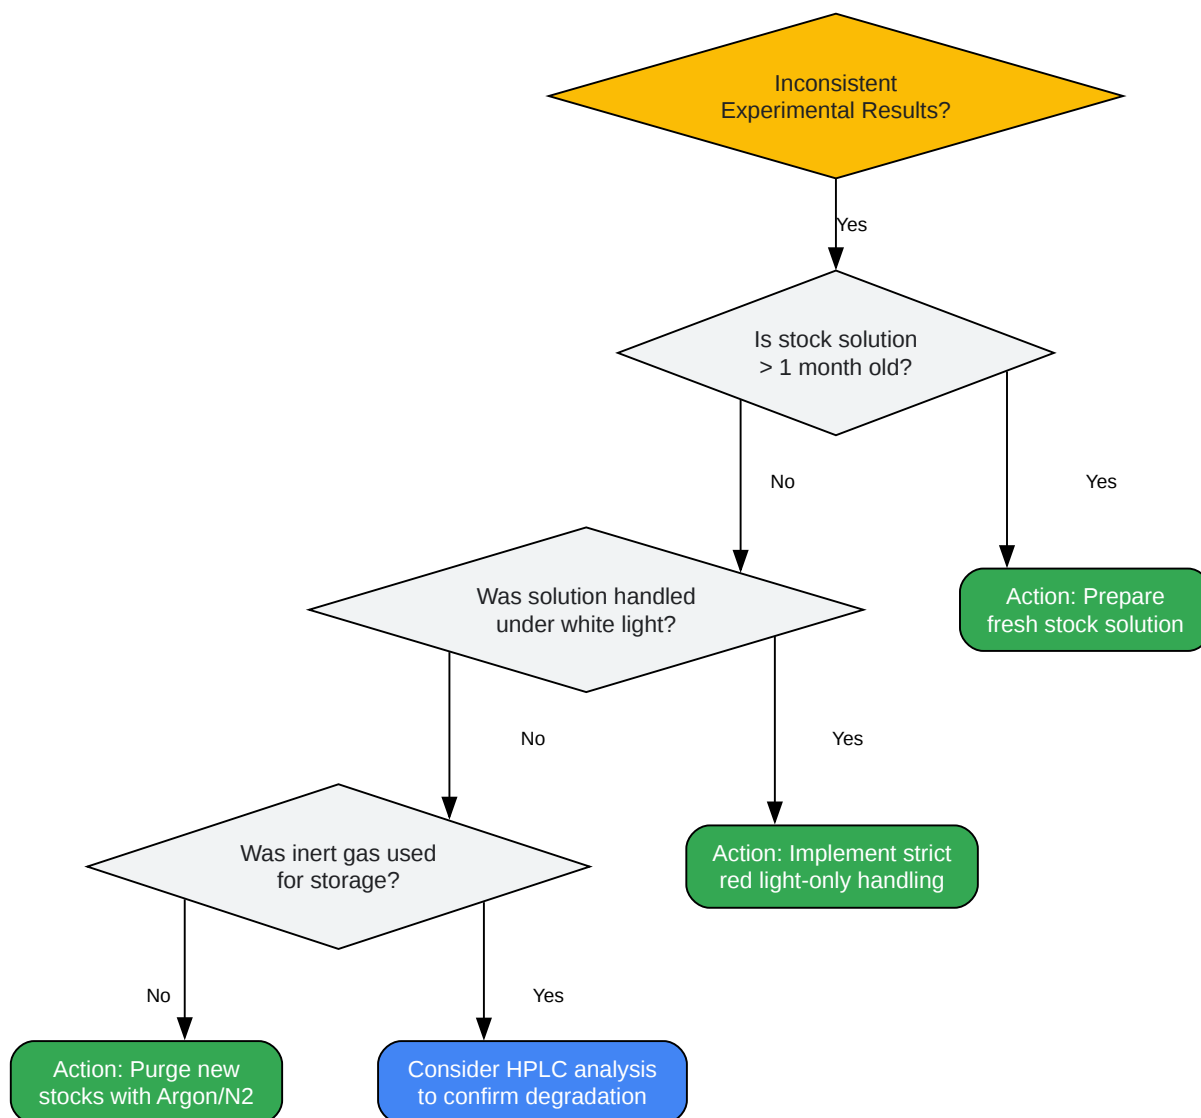 Inconsistent
Experimental Results?
Yes
Is stock solution
> 1 month old?
No
Yes
Was solution handled
under white light?
Action: Prepare
fresh stock solution
No
Yes
Was inert gas used
for storage?
Action: Implement strict
red light-only handling
No
Yes
Action: Purge new
stocks with Argon/N2
Consider HPLC analysis
to confirm degradation